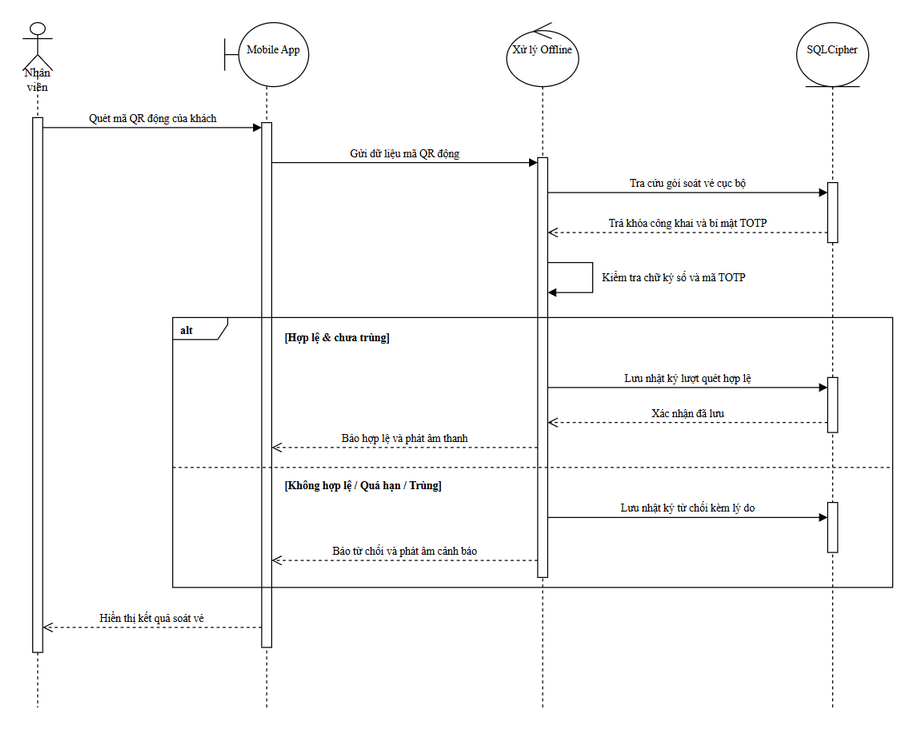 Nhân
viên
Mobile App
Xử lý Offline
SQLCipher
Quét mã QR động của khách
Gửi dữ liệu mã QR động
Tra cứu gói soát vé cục bộ
Trả khóa công khai và bí mật TOTP
Kiểm tra chữ ký số và mã TOTP
alt
[Hợp lệ & chưa trùng]
Lưu nhật ký lượt quét hợp lệ
Xác nhận đã lưu
Báo hợp lệ và phát âm thanh
[Không hợp lệ / Quá hạn / Trùng]
Lưu nhật ký từ chối kèm lý do
Báo từ chối và phát âm cảnh báo
Hiển thị kết quả soát vé